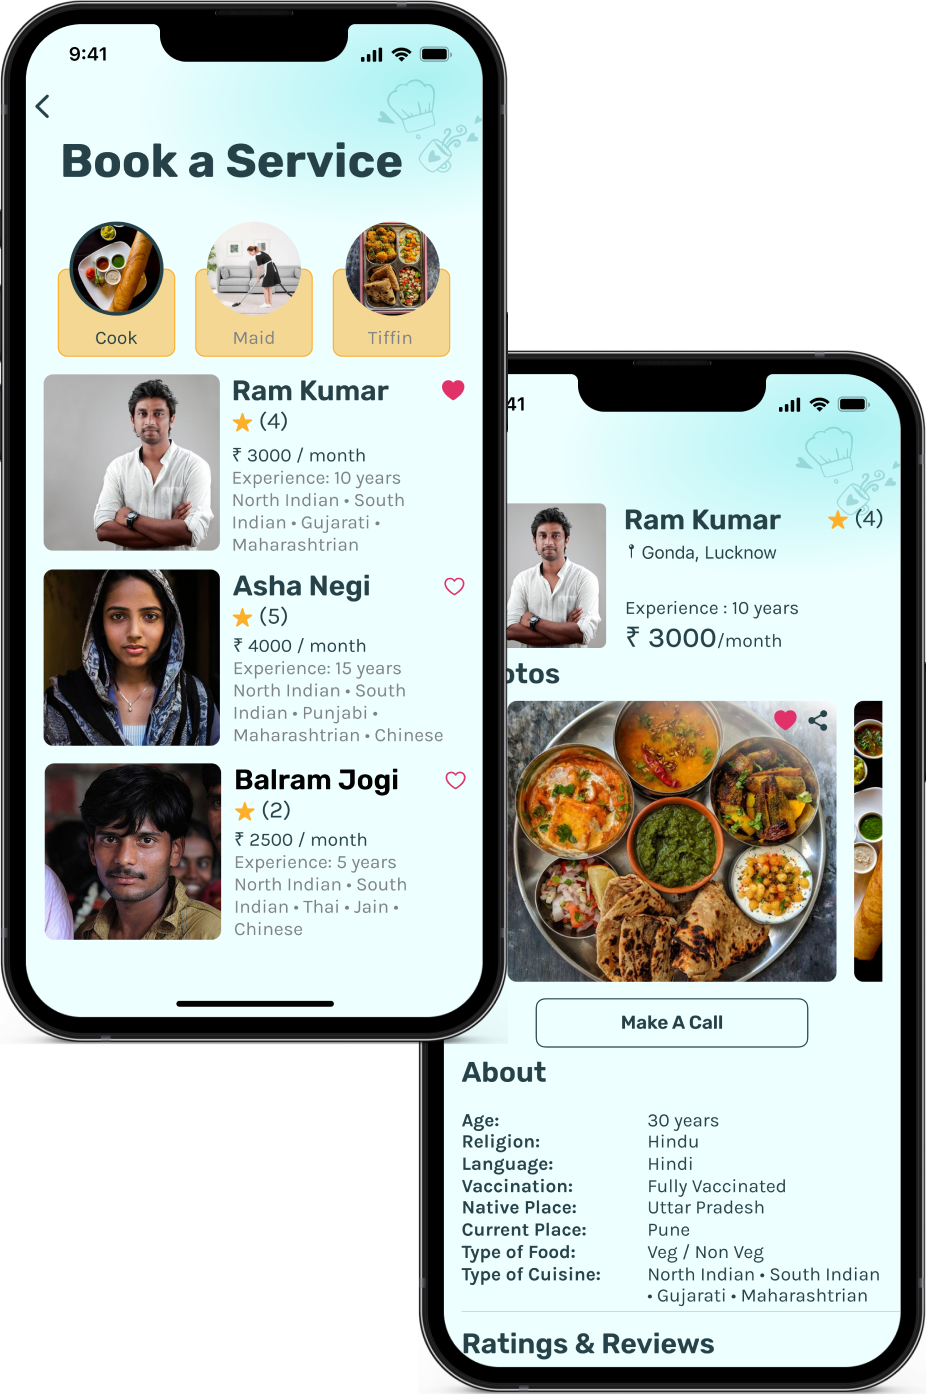 9:41
Book a Service
Cook
Maid
Tiffin
Ram Kumar
(4)
₹ 3000 / month
Experience: 10 years
North Indian • South
Indian • Gujarati •
Maharashtrian
Asha Negi
(5)
₹ 4000 / month
Experience: 15 years
North Indian • South
Indian • Punjabi •
Maharashtrian • Chinese
Balram Jogi
(2)
₹ 2500 / month
Experience: 5 years
North Indian • South
Indian • Thai • Jain •
Chinese
41
Ram Kumar
(4)
Gonda, Lucknow
Experience : 10 years
₹ 3000/month
otos
Make A Call
About
Age: 30 years
Religion: Hindu
Language: Hindi
Vaccination: Fully Vaccinated
Native Place: Uttar Pradesh
Current Place: Pune
Type of Food: Veg / Non Veg
Type of Cuisine: North Indian • South Indian
• Gujarati • Maharashtrian
Ratings & Reviews